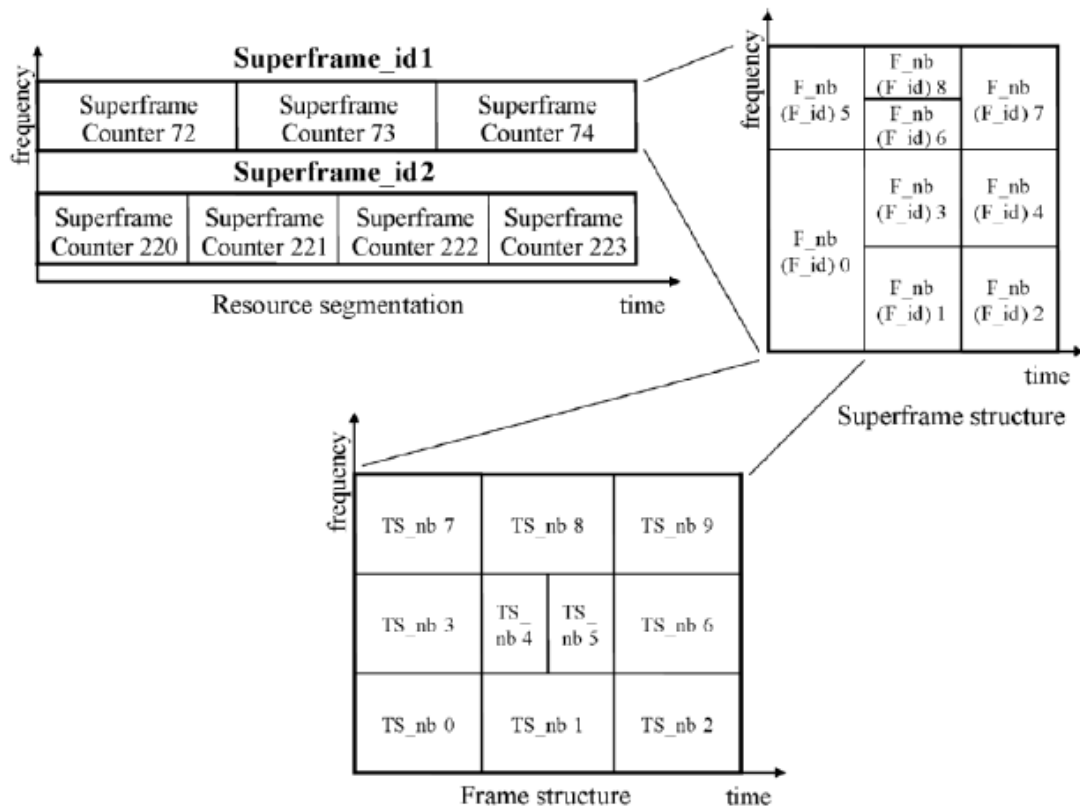 frequency
Superframe_id1
Superframe
Counter 72
Superframe
Counter 73
Superframe
Counter 74
Superframe_id2
Superframe
Counter 220
Superframe
Counter 221
Superframe
Counter 222
Superframe
Counter 223
Resource segmentation
time
frequency
F_nb
(F_id) 5
F_nb
(F_id) 8
F_nb
(F_id) 6
F_nb
(F_id) 7
F_nb
(F_id) 0
F_nb
(F_id) 3
F_nb
(F_id) 4
F_nb
(F_id) 1
F_nb
(F_id) 2
time
Superframe structure
frequency
TS_nb 7
TS_nb 8
TS_nb 9
TS_nb 3
TS_
nb 4
TS_
nb 5
TS_nb 6
TS_nb 0
TS_nb 1
TS_nb 2
Frame structure
time